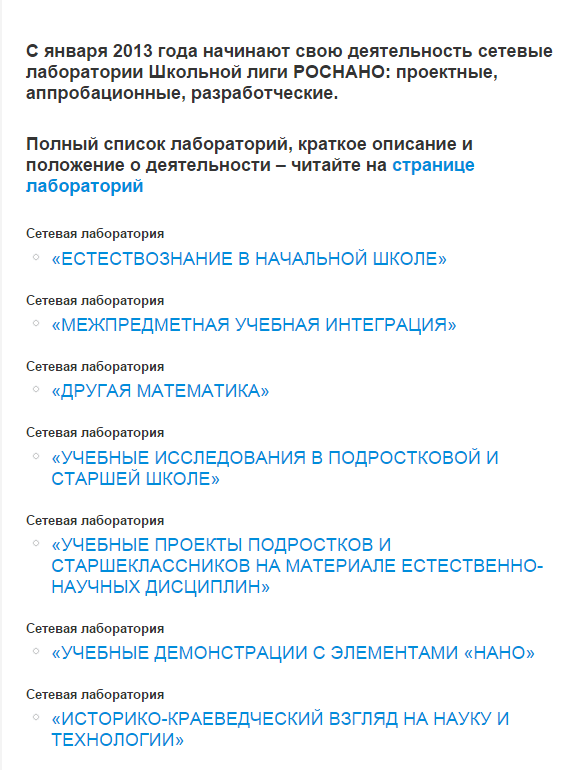 С января 2013 года начинают свою деятельность сетевые
лаборатории Школьной лиги РОСНАНО: проектные,
аппробационные, разработческие.
Полный список лабораторий, краткое описание и
положение о деятельности – читайте на странице
лабораторий
Сетевая лаборатория
«ЕСТЕСТВОЗНАНИЕ В НАЧАЛЬНОЙ ШКОЛЕ»
Сетевая лаборатория
«МЕЖПРЕДМЕТНАЯ УЧЕБНАЯ ИНТЕГРАЦИЯ»
Сетевая лаборатория
«ДРУГАЯ МАТЕМАТИКА»
Сетевая лаборатория
«УЧЕБНЫЕ ИССЛЕДОВАНИЯ В ПОДРОСТКОВОЙ И
СТАРШЕЙ ШКОЛЕ»
Сетевая лаборатория
«УЧЕБНЫЕ ПРОЕКТЫ ПОДРОСТКОВ И
СТАРШЕКЛАССНИКОВ НА МАТЕРИАЛЕ ЕСТЕСТВЕННО-
НАУЧНЫХ ДИСЦИПЛИН»
Сетевая лаборатория
«УЧЕБНЫЕ ДЕМОНСТРАЦИИ С ЭЛЕМЕНТАМИ «НАНО»
Сетевая лаборатория
«ИСТОРИКО-КРАЕВЕДЧЕСКИЙ ВЗГЛЯД НА НАУКУ И
ТЕХНОЛОГИИ»